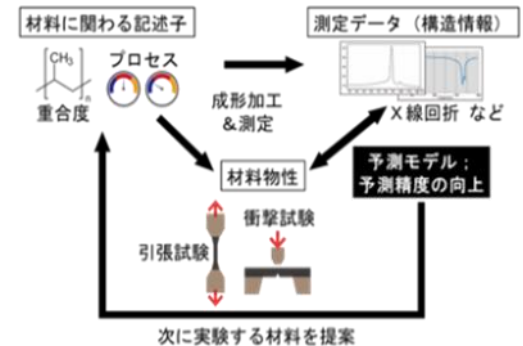 材料に関わる記述子
測定データ（構造情報）
CH₃
n
プロセス
重合度
成形加工
＆測定
X線回折 など
材料物性
予測モデル；
予測精度の向上
引張試験
衝撃試験
次に実験する材料を提案